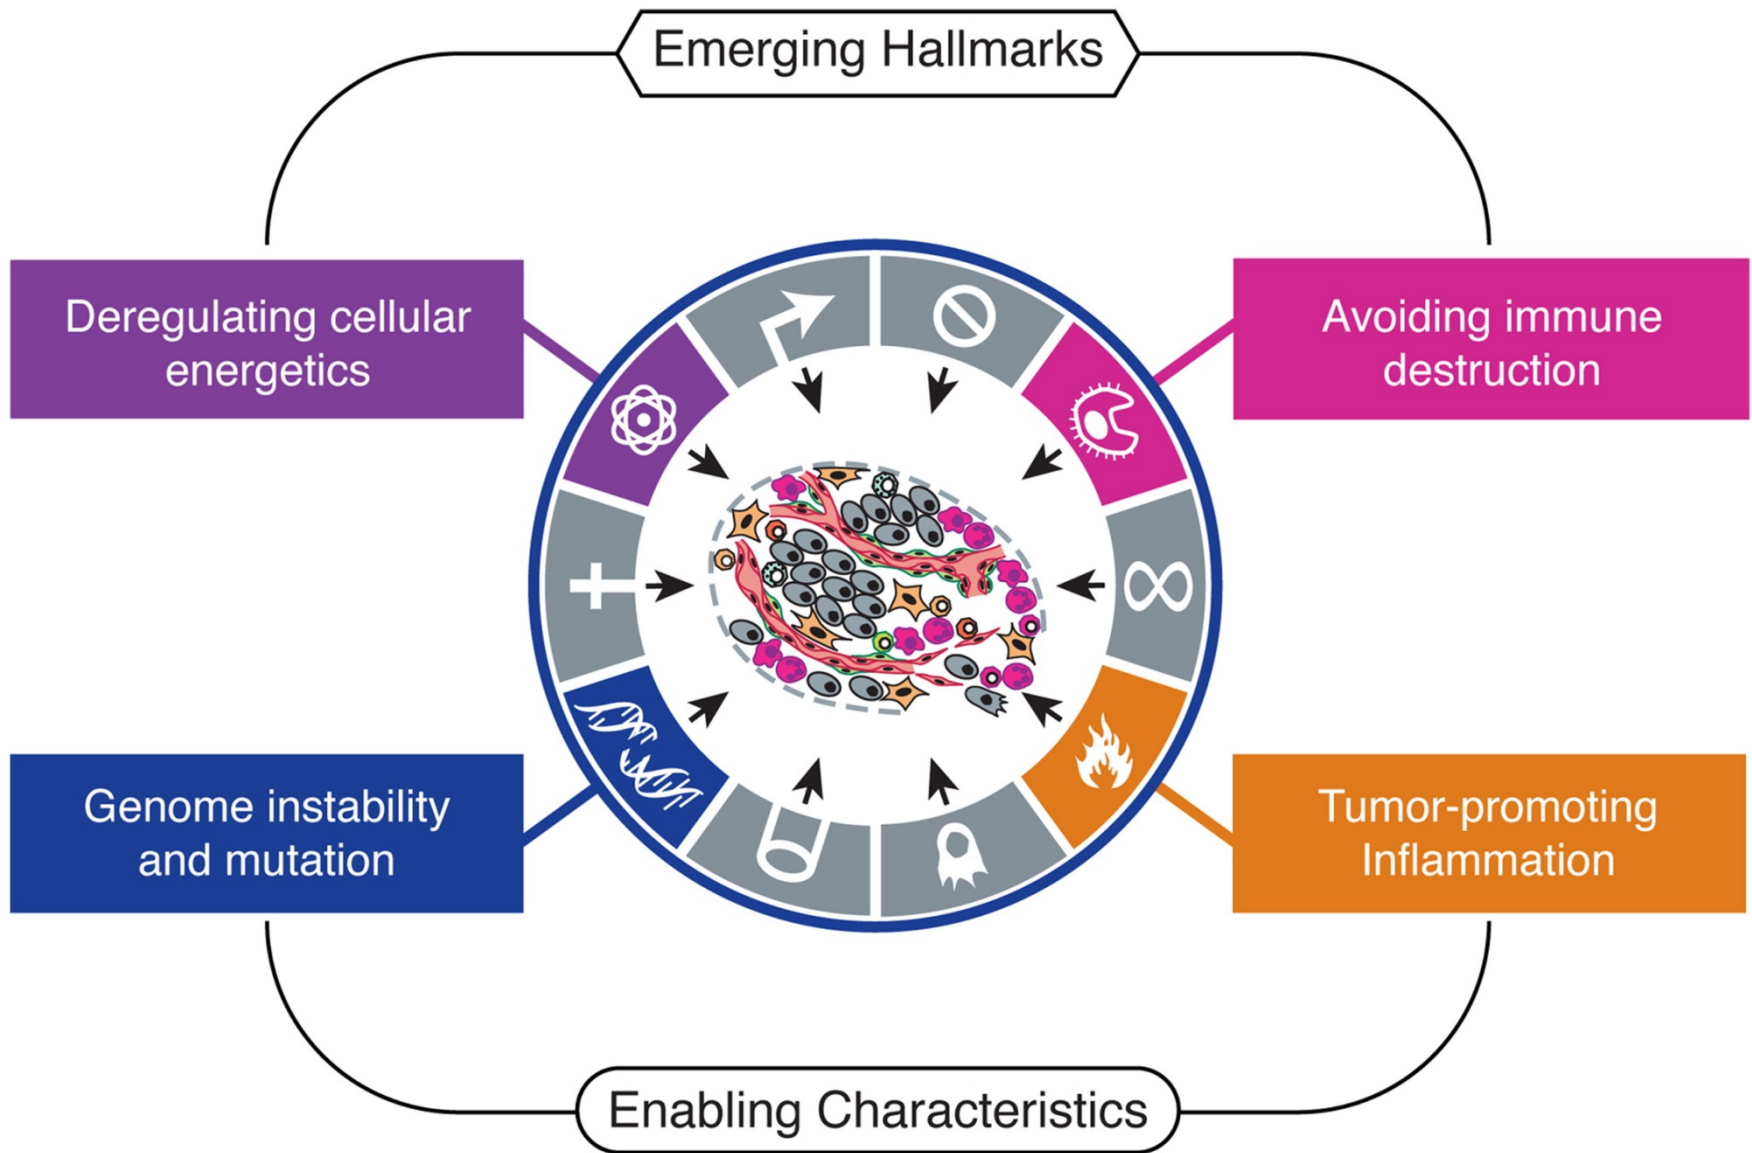 Emerging Hallmarks
Deregulating cellular
energetics
Avoiding immune
destruction
Genome instability
and mutation
Tumor-promoting
Inflammation
Enabling Characteristics